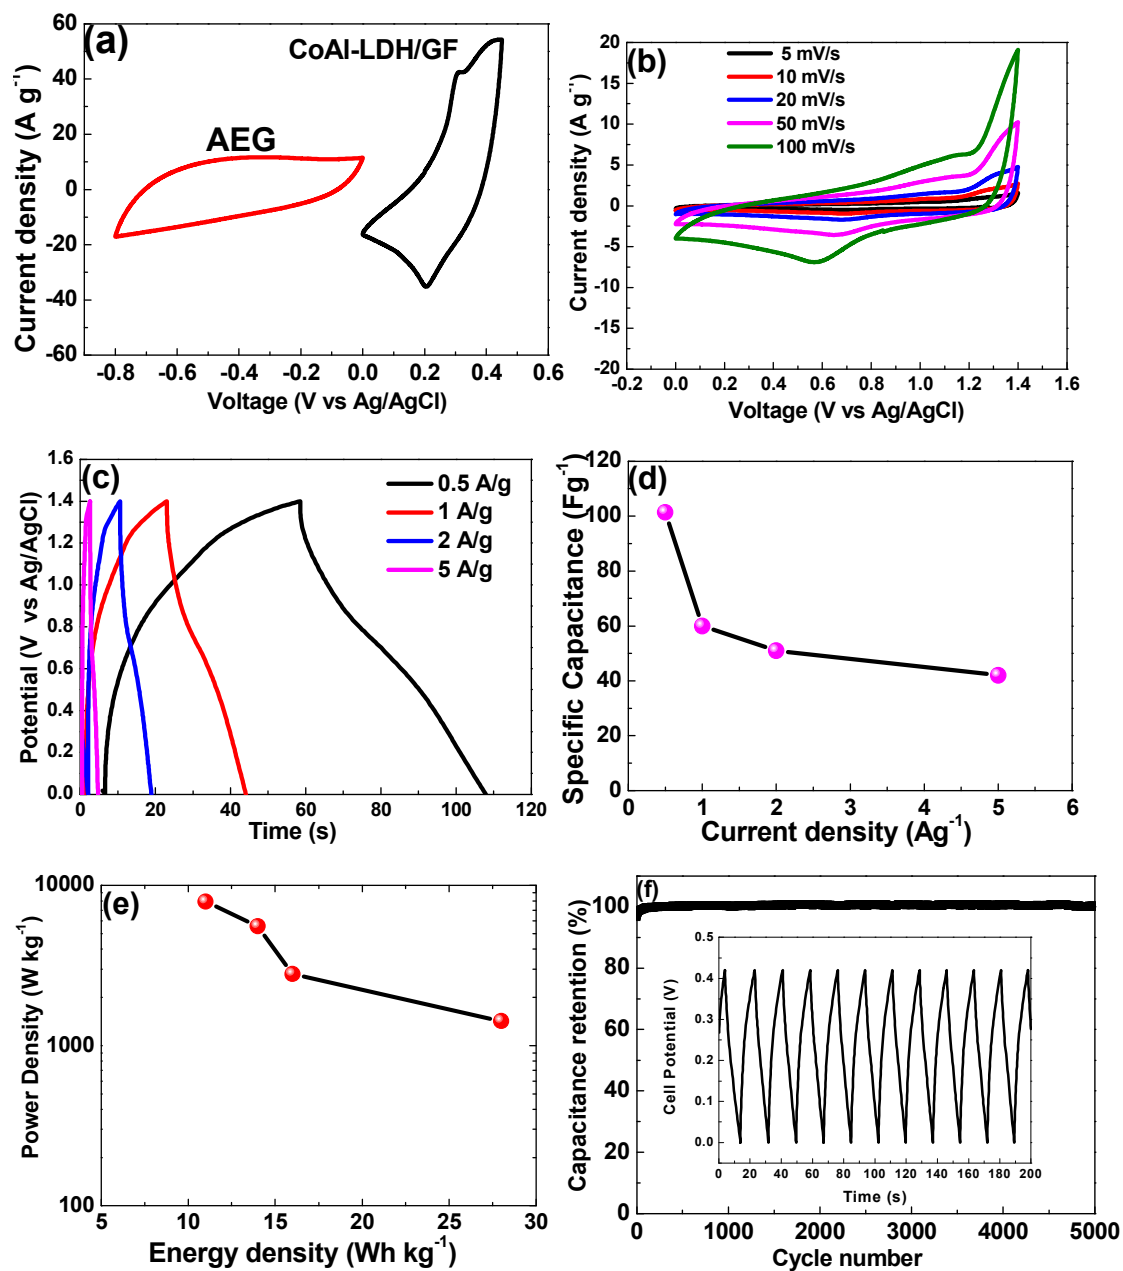 (a)
CoAl-LDH/GF
AEG
60
40
20
0
-20
-40
-60
Current density (A g⁻¹)
-0.8 -0.6 -0.4 -0.2 0.0 0.2 0.4 0.6
Voltage (V vs Ag/AgCl)
(b)
5 mV/s
10 mV/s
20 mV/s
50 mV/s
100 mV/s
20
15
10
5
0
-5
-10
-15
-20
Current density (A g⁻¹)
-0.2 0.0 0.2 0.4 0.6 0.8 1.0 1.2 1.4 1.6
Voltage (V vs Ag/AgCl)
(c)
0.5 A/g
1 A/g
2 A/g
5 A/g
1.6
1.4
1.2
1.0
0.8
0.6
0.4
0.2
0.0
Potential (V vs Ag/AgCl)
0 20 40 60 80 100 120
Time (s)
(d)
120
100
80
60
40
20
0
Specific Capacitance (Fg⁻¹)
0 1 2 3 4 5 6
Current density (Ag⁻¹)
(e)
10000
1000
100
Power Density (W kg⁻¹)
5 10 15 20 25 30
Energy density (Wh kg⁻¹)
(f)
100
80
60
40
20
0
Capacitance retention (%)
0.5
0.4
0.3
0.2
0.1
0.0
Cell Potential (V)
0 20 40 60 80 100 120 140 160 180 200
Time (s)
0 1000 2000 3000 4000 5000
Cycle number